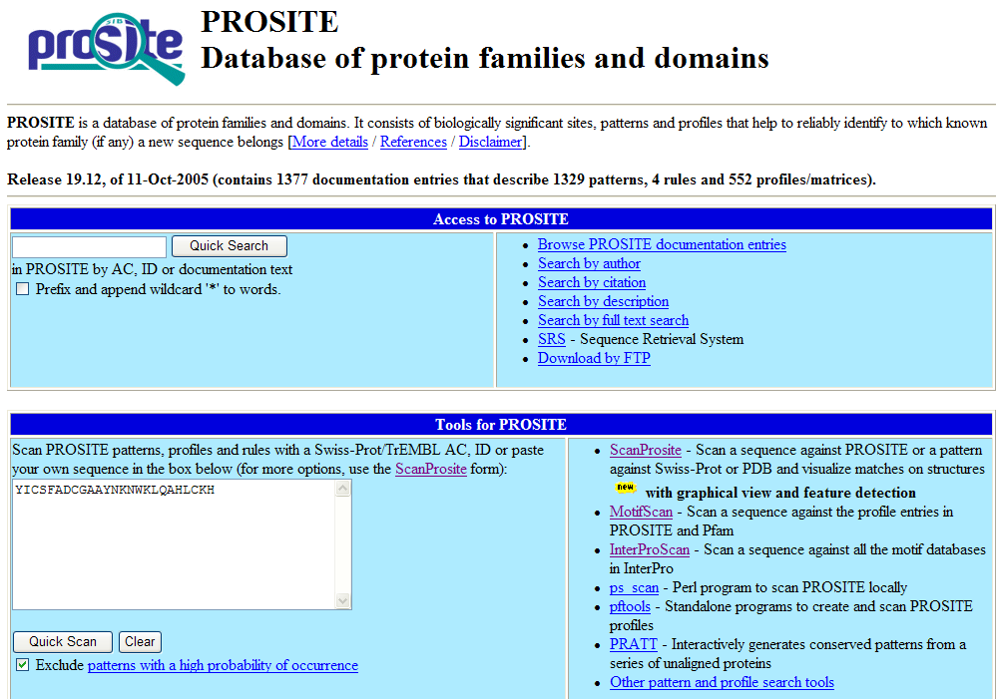 SIB
prosite
PROSITE
Database of protein families and domains
PROSITE is a database of protein families and domains. It consists of biologically significant sites, patterns and profiles that help to reliably identify to which known
protein family (if any) a new sequence belongs [More details / References / Disclaimer].
Release 19.12, of 11-Oct-2005 (contains 1377 documentation entries that describe 1329 patterns, 4 rules and 552 profiles/matrices).
Access to PROSITE
Quick Search
in PROSITE by AC, ID or documentation text
Prefix and append wildcard '*' to words.
• Browse PROSITE documentation entries
• Search by author
• Search by citation
• Search by description
• Search by full text search
• SRS - Sequence Retrieval System
• Download by FTP
Tools for PROSITE
Scan PROSITE patterns, profiles and rules with a Swiss-Prot/TrEMBL AC, ID or paste
your own sequence in the box below (for more options, use the ScanProsite form):
YICSFADCGAAYNKNWKLQAHLCKH
Quick Scan Clear
Exclude patterns with a high probability of occurrence
• ScanProsite - Scan a sequence against PROSITE or a pattern
against Swiss-Prot or PDB and visualize matches on structures
new with graphical view and feature detection
• MotifScan - Scan a sequence against the profile entries in
PROSITE and Pfam
• InterProScan - Scan a sequence against all the motif databases
in InterPro
• ps_scan - Perl program to scan PROSITE locally
• pftools - Standalone programs to create and scan PROSITE
profiles
• PRATT - Interactively generates conserved patterns from a
series of unaligned proteins
• Other pattern and profile search tools